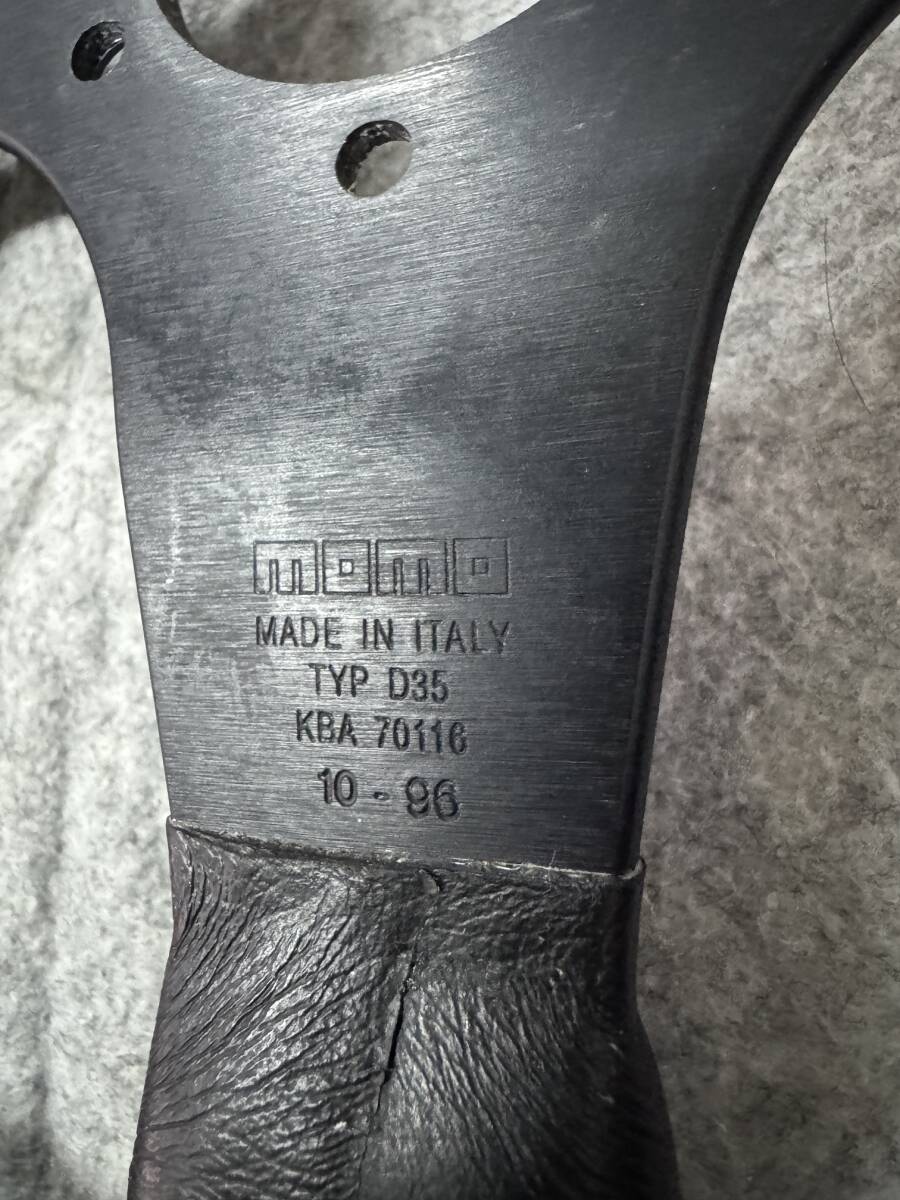 momo
MADE IN ITALY
TYP D35
KBA 70116
10 - 96